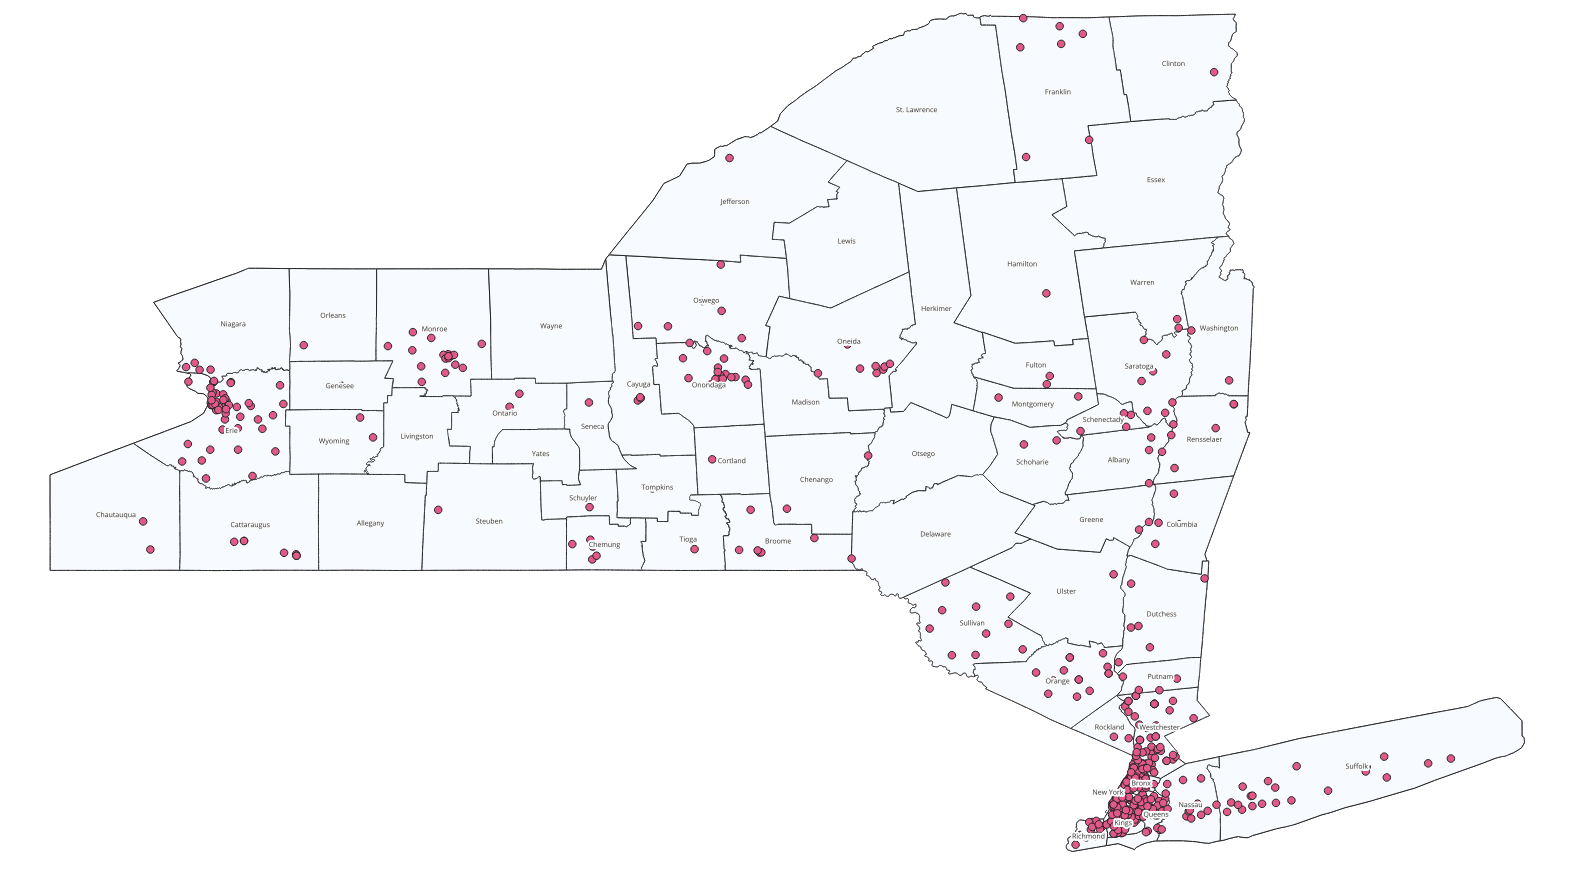 Clinton
Franklin
St. Lawrence
Essex
Jefferson
Lewis
Hamilton
Warren
Oswego
Herkimer
Orleans
Niagara
Monroe
Wayne
Washington
Oneida
Fulton
Saratoga
Genesee
Cayuga
Onondaga
Madison
Montgomery
Ontario
Schenectady
Seneca
Erie
Livingston
Wyoming
Rensselaer
Yates
Otsego
Cortland
Schoharie
Albany
Chenango
Tompkins
Schuyler
Chautauqua
Cattaraugus
Allegany
Steuben
Greene
Columbia
Delaware
Tioga
Broome
Chemung
Ulster
Dutchess
Sullivan
Putnam
Orange
Rockland
Westchester
Suffolk
Bronx
New York
Nassau
Queens
Kings
Richmond